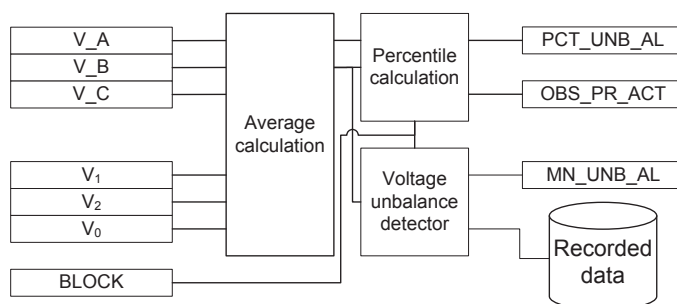 V_A
V_B
V_C
V₁
V₂
V₀
BLOCK
Average
calculation
Percentile
calculation
Voltage
unbalance
detector
PCT_UNB_AL
OBS_PR_ACT
MN_UNB_AL
Recorded
data